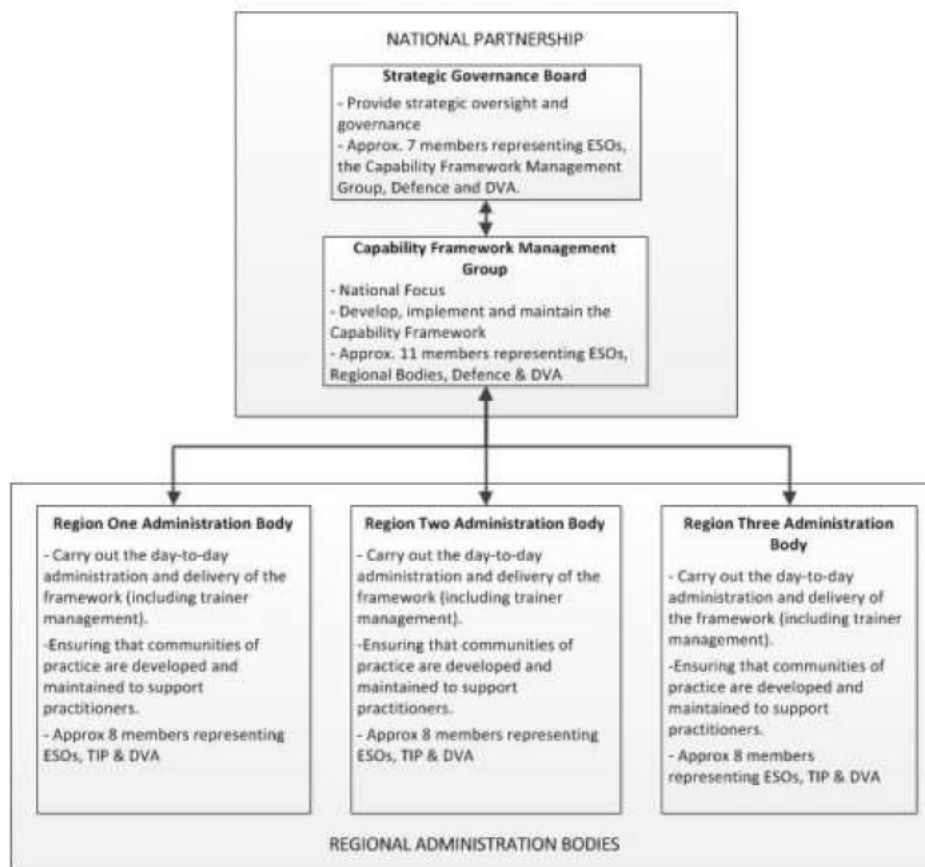 NATIONAL PARTNERSHIP
Strategic Governance Board
- Provide strategic oversight and
governance
- Approx. 7 members representing ESOs,
the Capability Framework Management
Group, Defence and DVA.
Capability Framework Management
Group
- National Focus
- Develop, implement and maintain the
Capability Framework
- Approx. 11 members representing ESOs,
Regional Bodies, Defence & DVA
Region One Administration Body
- Carry out the day-to-day
administration and delivery of the
framework (including trainer
management).
-Ensuring that communities of
practice are developed and
maintained to support
practitioners.
- Approx 8 members representing
ESOs, TIP & DVA
Region Two Administration Body
- Carry out the day-to-day
administration and delivery of the
framework (including trainer
management).
-Ensuring that communities of
practice are developed and
maintained to support
practitioners.
- Approx 8 members representing
ESOs, TIP & DVA
Region Three Administration
Body
- Carry out the day-to-day
administration and delivery of
the framework (including trainer
management).
-Ensuring that communities of
practice are developed and
maintained to support
practitioners.
- Approx 8 members
representing ESOs, TIP & DVA
REGIONAL ADMINISTRATION BODIES